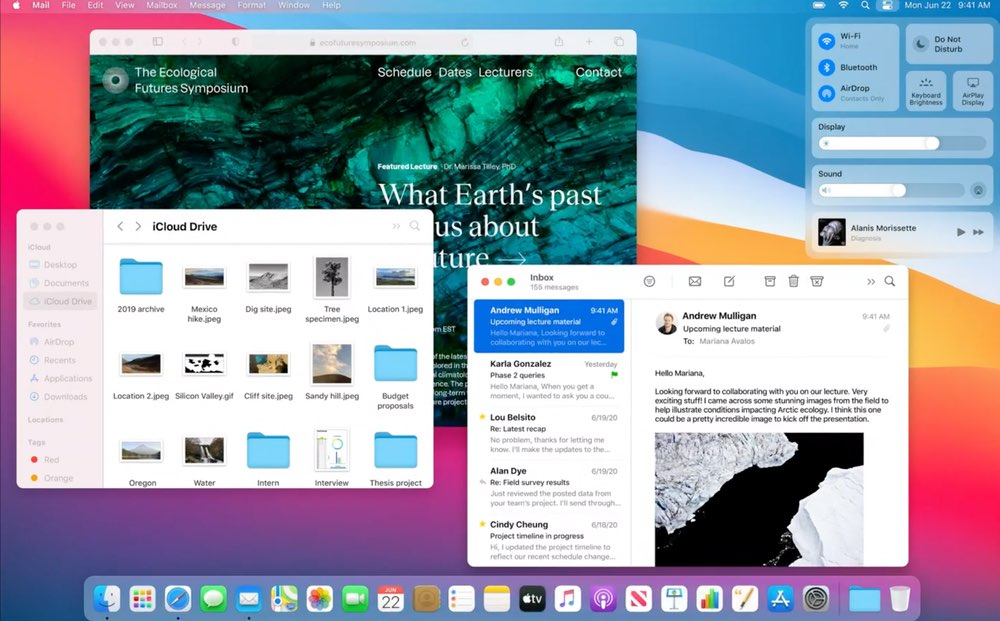 Mail File Edit View Mailbox Message Format Window Help
Mon Jun 22 9:41 AM
ecofuturesymposium.com
The Ecological
Futures Symposium
Schedule Dates Lecturers Contact
Featured Lecture Dr. Marissa Tilley, PhD
What Earth's past
us about
uture →
om EST
of the lates
Wi-Fi
Home
Bluetooth
AirDrop
Contacts Only
Do Not
Disturb
Keyboard
Brightness
AirPlay
Display
Display
Sound
Alanis Morissette
Diagnosis
iCloud
Desktop
Documents
iCloud Drive
Favorites
AirDrop
Recents
Applications
Downloads
Locations
Tags
Red
Orange
iCloud Drive
2019 archive
Mexico
hike.jpeg
Dig site.jpeg
Tree
specimen.jpeg
Location 1.jpeg
Location 2.jpeg
Silicon Valley.gif
Cliff site.jpeg
Sandy hill.jpeg
Budget
proposals
Oregon
Water
Intern
Interview
Thesis project
Inbox
155 messages
Andrew Mulligan 9:41 AM
Upcoming lecture material
Hello Mariana, Looking forward to
collaborating with you on our lec...
Karla Gonzalez Yesterday
Phase 2 queries
Hello Mariana, When you get a
moment, I wanted to ask you a cou...
Lou Belsito 6/19/20
Re: Latest recap
No problem, thanks for letting me
know. I'll make the updates to the...
Alan Dye 6/19/20
Re: Field survey results
Just reviewed the posted data from
your team's project. I'll send through...
Cindy Cheung 6/18/20
Project timeline in progress
Hi, I updated the project timeline to
reflect our recent schedule change...
Andrew Mulligan 9:41 AM
Upcoming lecture material
To: Mariana Avalos
Hello Mariana,
Looking forward to collaborating with you on our lecture. Very
exciting stuff! I came across some stunning images from the field to
help illustrate conditions impacting Arctic ecology. I think this one
could be a pretty incredible image to kick off the presentation.
JUN
22
tv